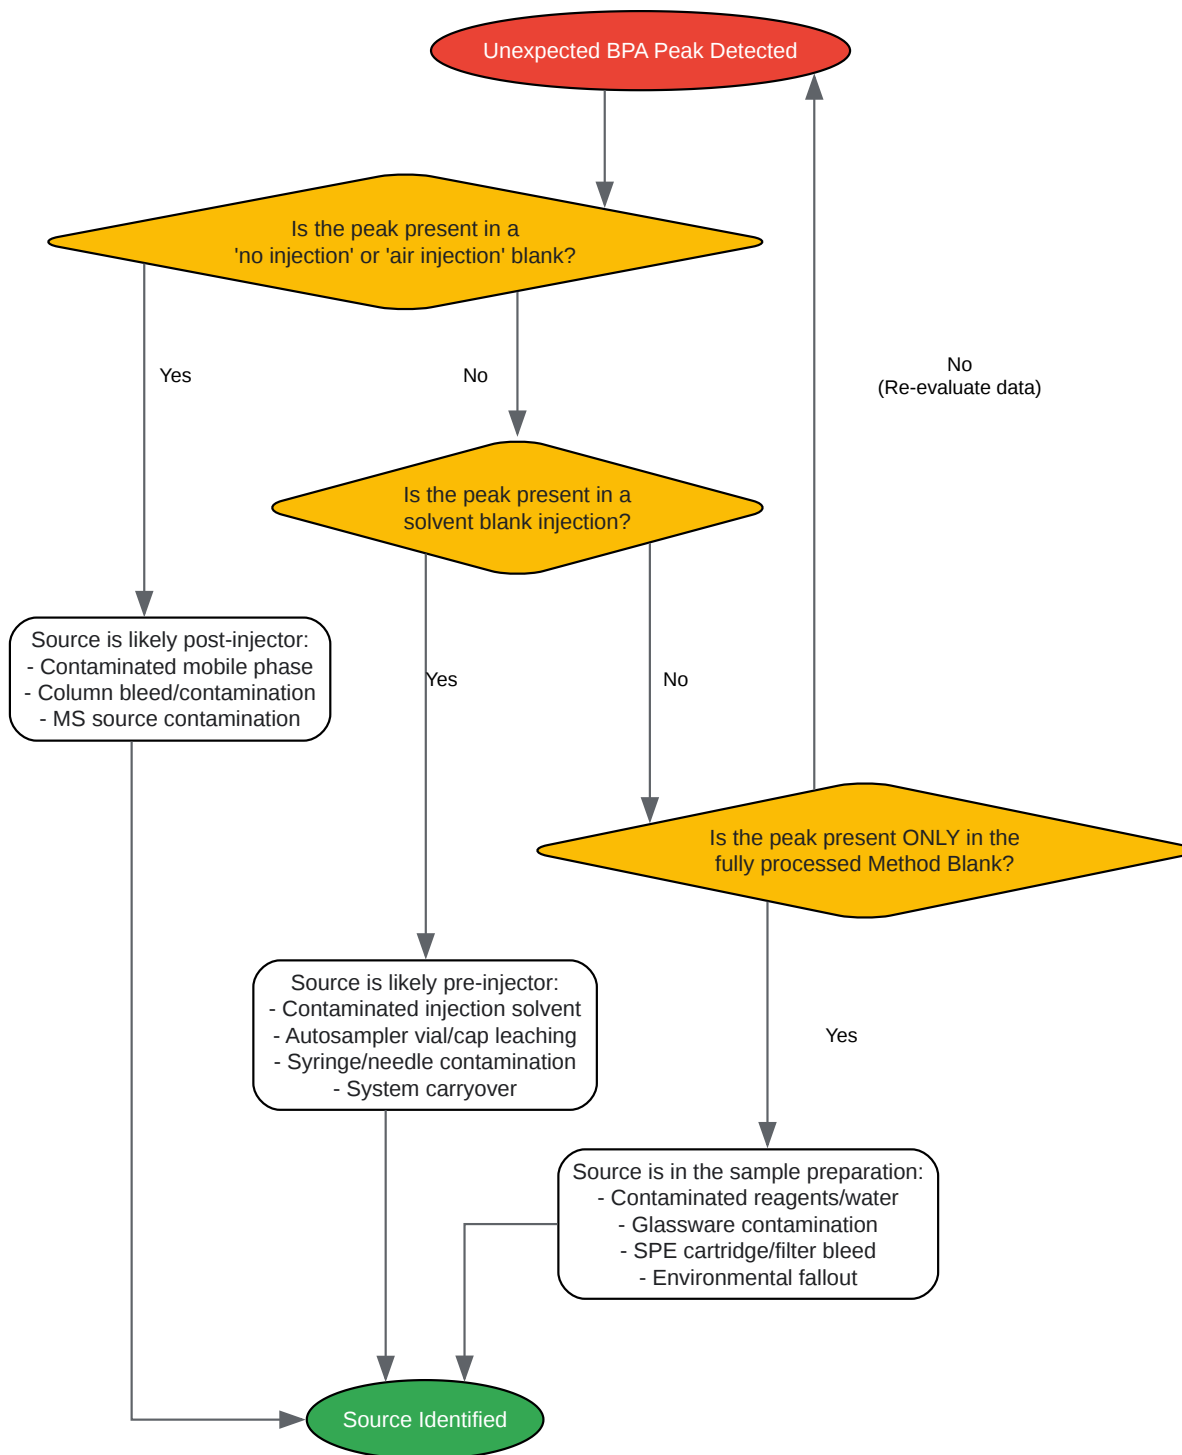 Unexpected BPA Peak Detected
Is the peak present in a
'no injection' or 'air injection' blank?
Yes
No
No
(Re-evaluate data)
Is the peak present in a
solvent blank injection?
Source is likely post-injector:
- Contaminated mobile phase
- Column bleed/contamination
- MS source contamination
Yes
No
Is the peak present ONLY in the
fully processed Method Blank?
Source is likely pre-injector:
- Contaminated injection solvent
- Autosampler vial/cap leaching
- Syringe/needle contamination
- System carryover
Yes
Source is in the sample preparation:
- Contaminated reagents/water
- Glassware contamination
- SPE cartridge/filter bleed
- Environmental fallout
Source Identified